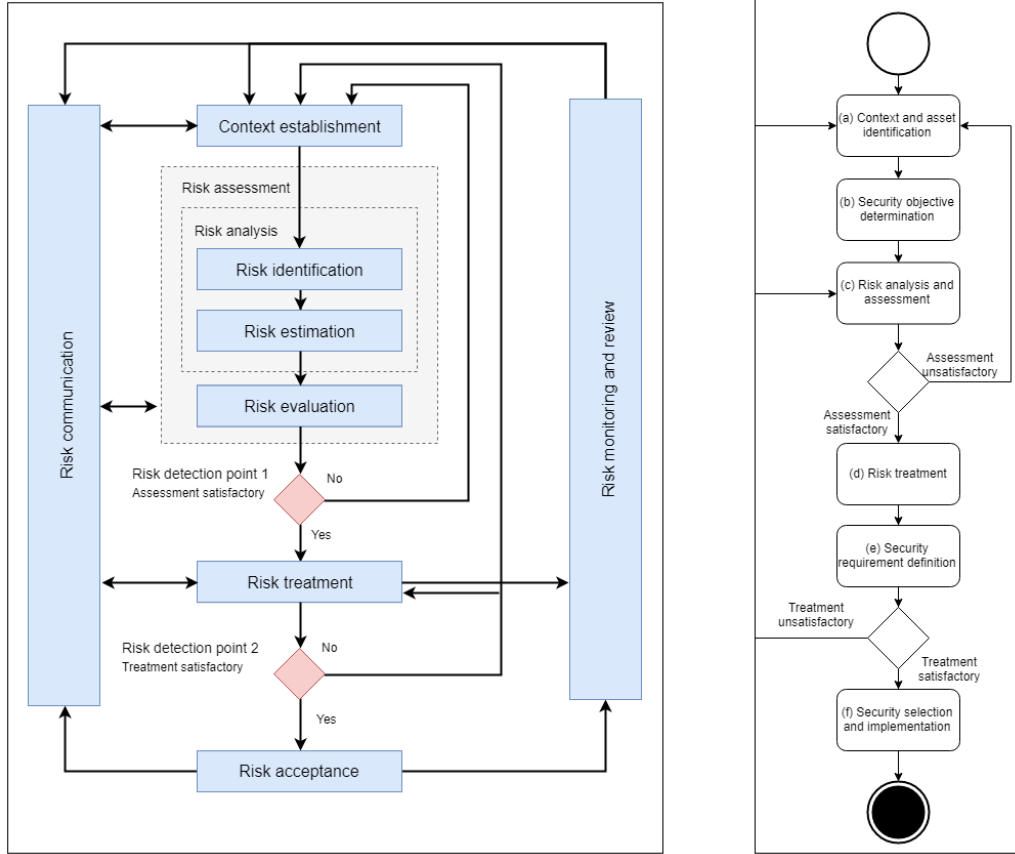 Context establishment
Risk assessment
Risk analysis
Risk identification
Risk estimation
Risk evaluation
Risk communication
Risk monitoring and review
Risk detection point 1
Assessment satisfactory
No
Yes
Risk treatment
Risk detection point 2
Treatment satisfactory
No
Yes
Risk acceptance
(a) Context and asset
identification
(b) Security objective
determination
(c) Risk analysis and
assessment
Assessment
unsatisfactory
Assessment
satisfactory
(d) Risk treatment
(e) Security
requirement definition
Treatment
unsatisfactory
Treatment
satisfactory
(f) Security selection
and implementation